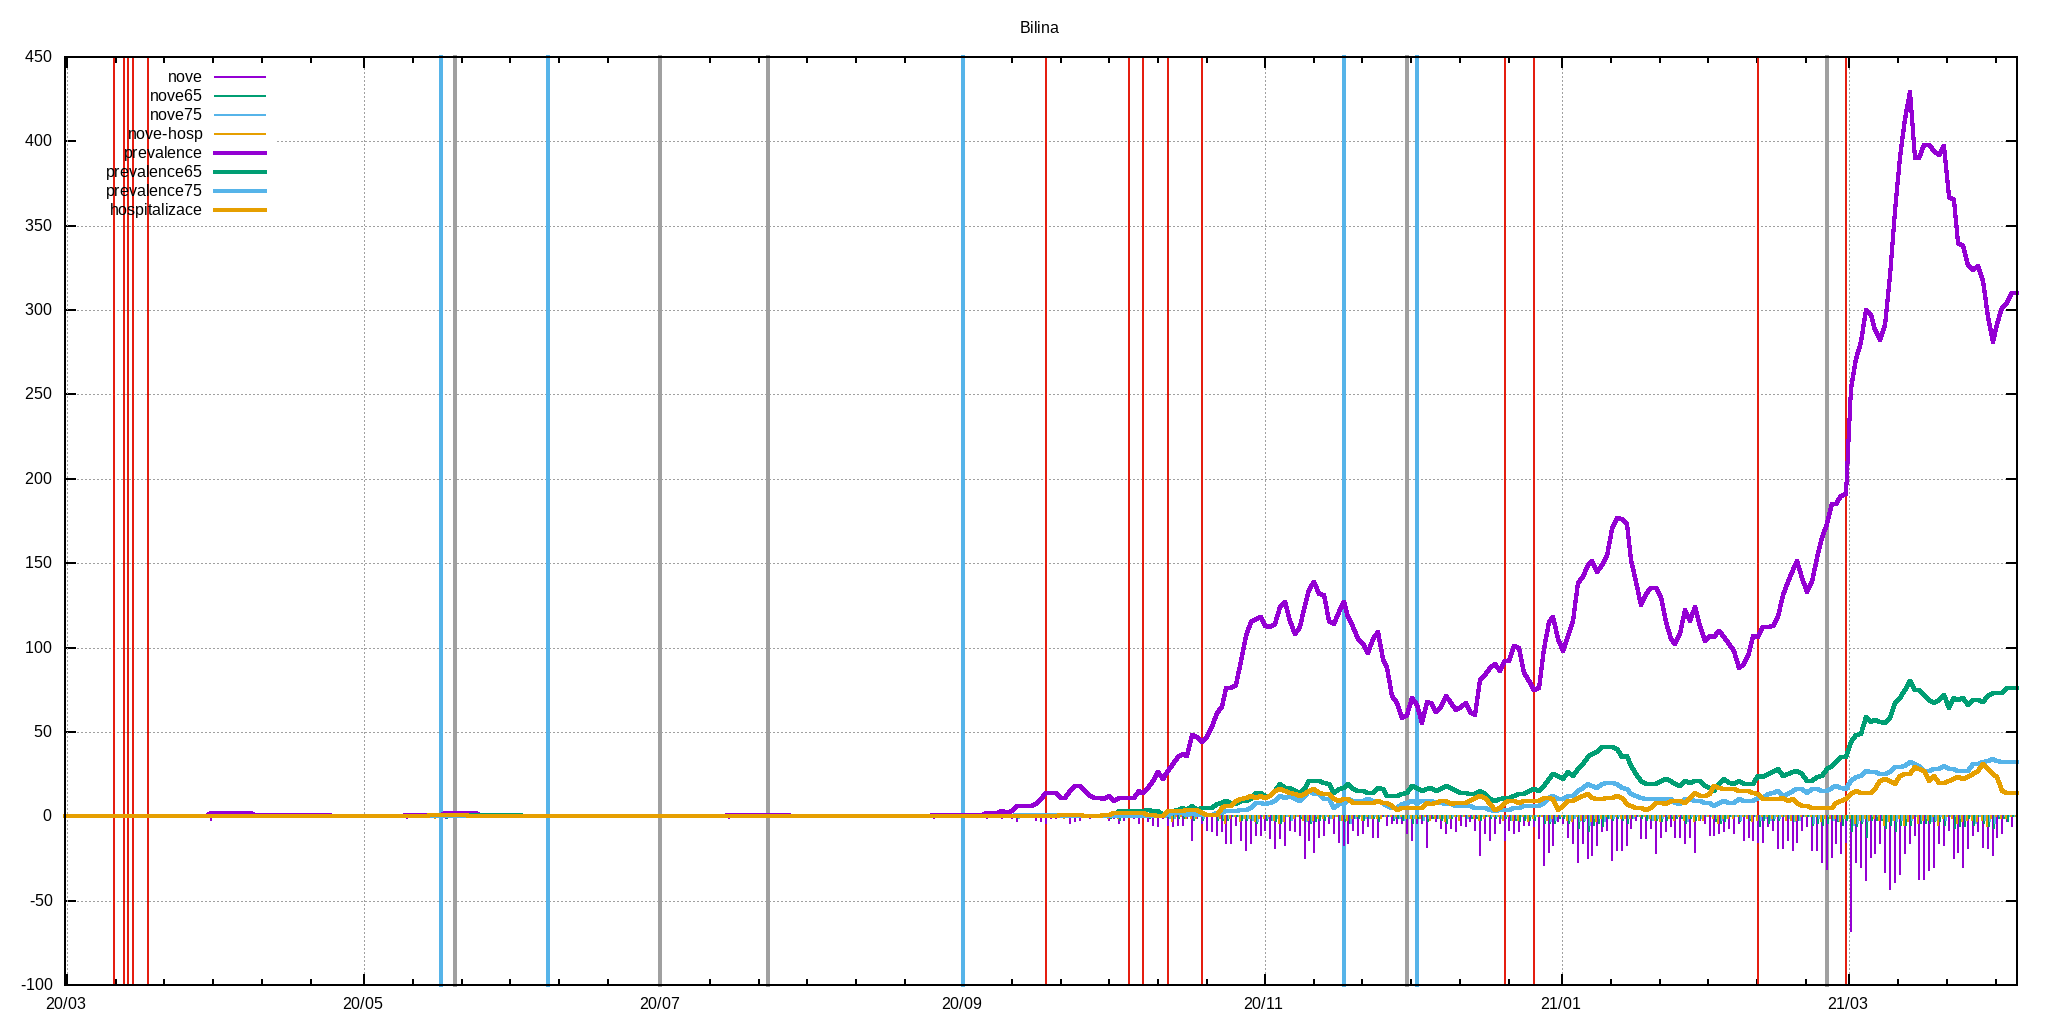 Bilina
450
400
350
300
250
200
150
100
50
0
-50
-100
nove
nove65
nove75
nove-hosp
prevalence
prevalence65
prevalence75
hospitalizace
20/03 20/05 20/07 20/09 20/11 21/01 21/03